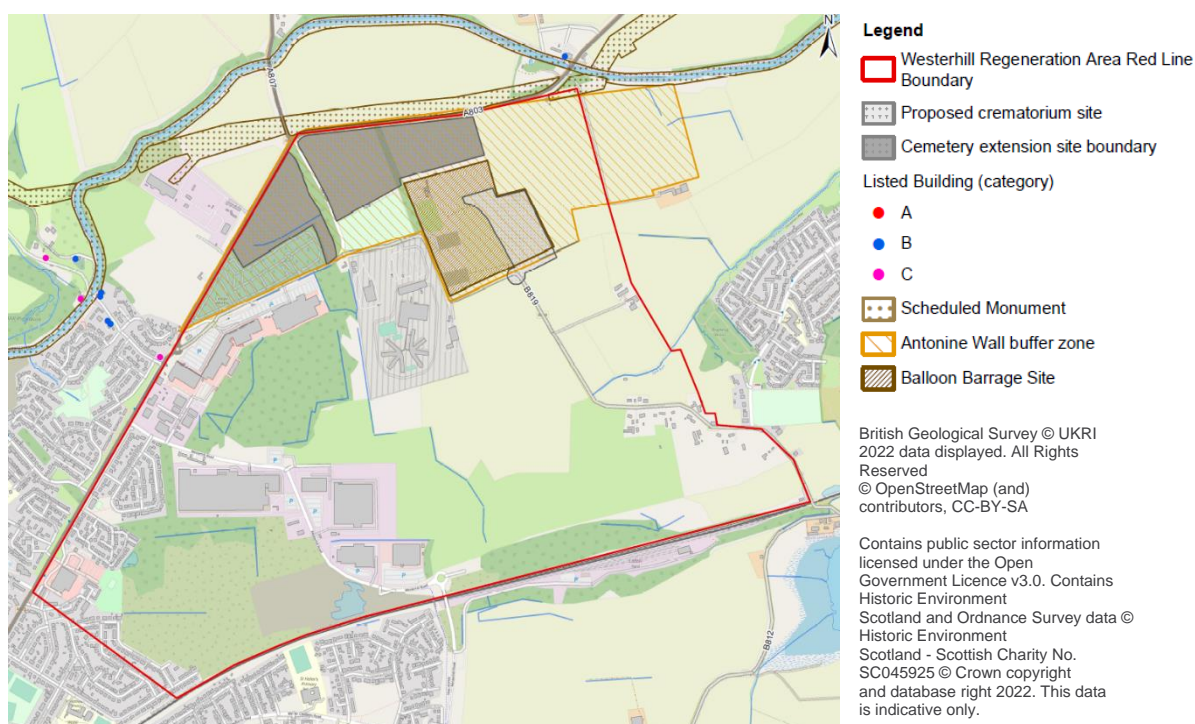 N
A807
A803
B819
B812
Legend
Westerhill Regeneration Area Red Line
Boundary
Proposed crematorium site
Cemetery extension site boundary
Listed Building (category)
A
B
C
Scheduled Monument
Antonine Wall buffer zone
Balloon Barrage Site
British Geological Survey © UKRI
2022 data displayed. All Rights
Reserved
© OpenStreetMap (and)
contributors, CC-BY-SA
Contains public sector information
licensed under the Open
Government Licence v3.0. Contains
Historic Environment
Scotland and Ordnance Survey data ©
Historic Environment
Scotland - Scottish Charity No.
SC045925 © Crown copyright
and database right 2022. This data
is indicative only.